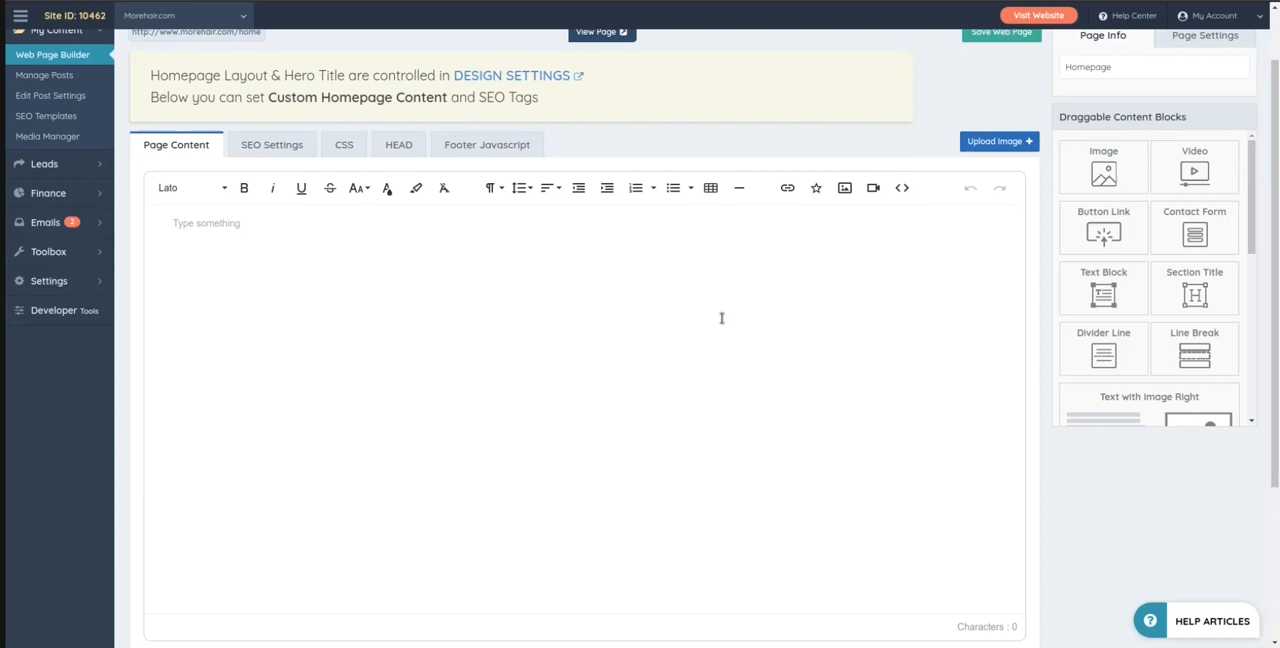 Site ID: 10462
Morehair.com
Visit Website
Help Center
My Account
My Content
Web Page Builder
Manage Posts
Edit Post Settings
SEO Templates
Media Manager
Leads
Finance
Emails 2
Toolbox
Settings
Developer Tools
http://www.morehair.com/home
View Page
Save Web Page
Homepage Layout & Hero Title are controlled in DESIGN SETTINGS
Below you can set Custom Homepage Content and SEO Tags
Page Content
SEO Settings
CSS
HEAD
Footer Javascript
Upload Image +
Lato
Type something
Characters : 0
Page Info
Page Settings
Homepage
Draggable Content Blocks
Image
Video
Button Link
Contact Form
Text Block
Section Title
Divider Line
Line Break
Text with Image Right
HELP ARTICLES